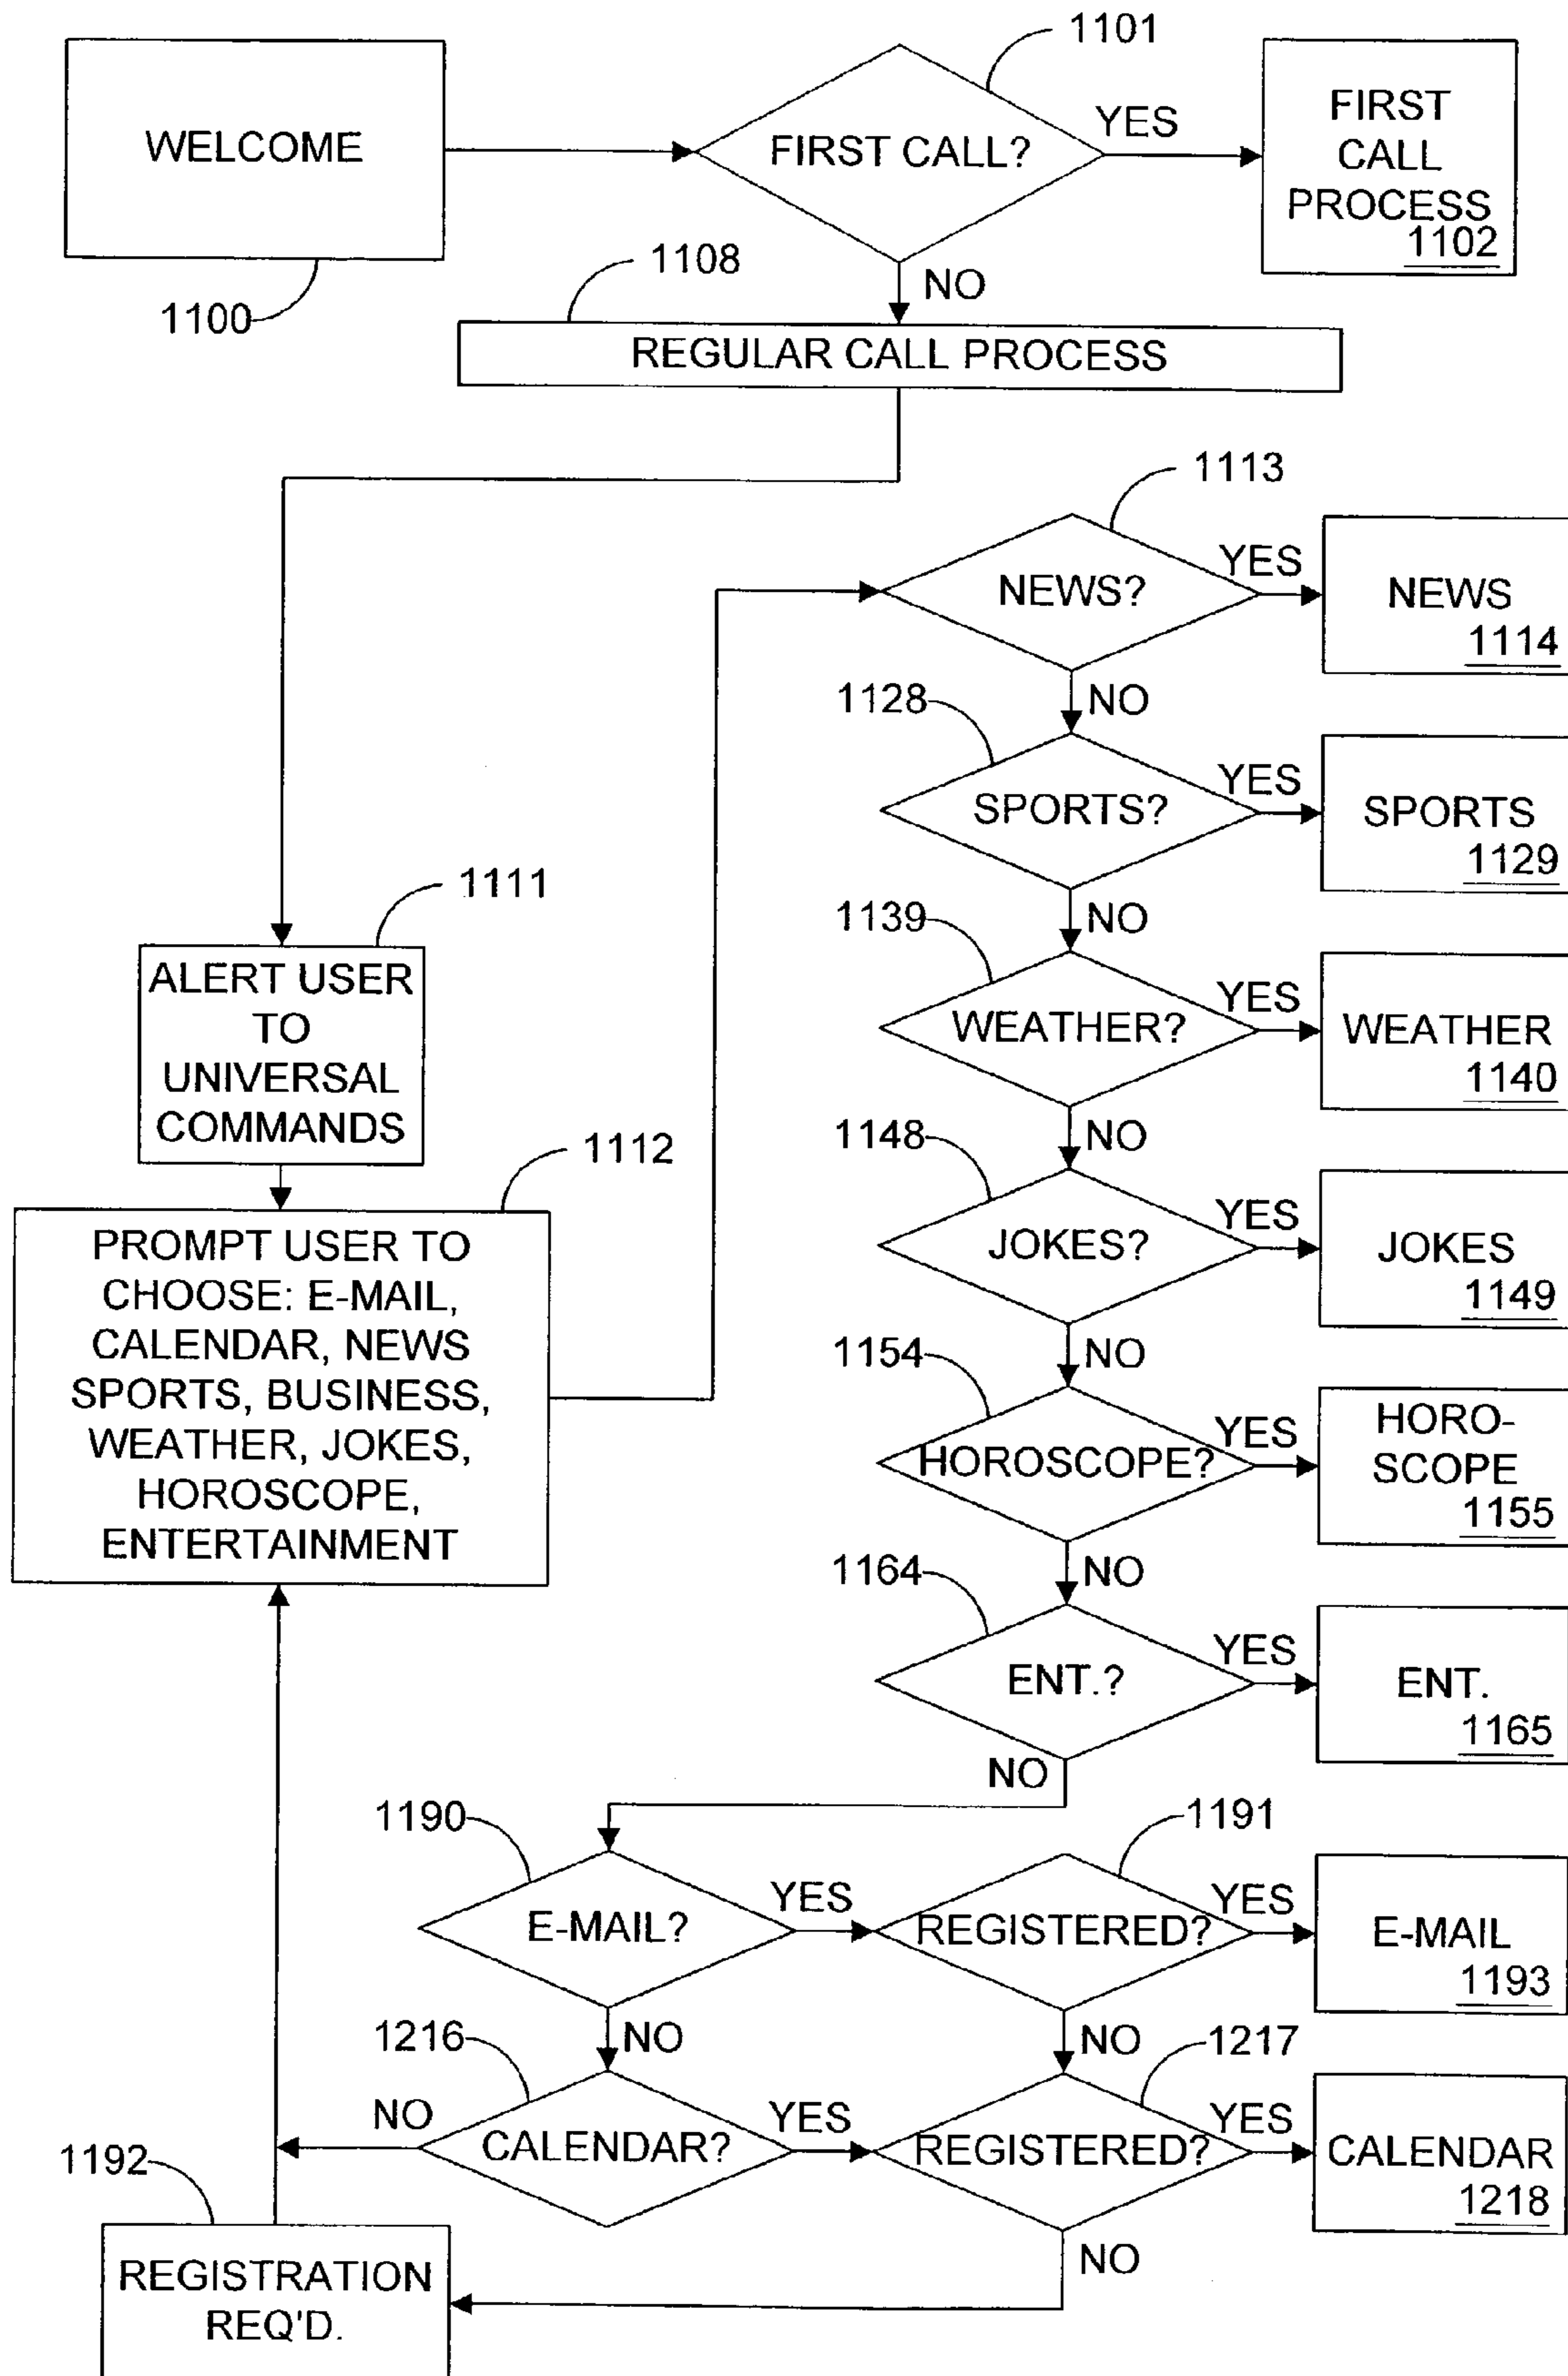 1101
WELCOME
FIRST CALL?
YES
FIRST
CALL
PROCESS
1102
1100
1108
NO
REGULAR CALL PROCESS
1113
NEWS?
YES
NEWS
1114
1128
NO
SPORTS?
YES
SPORTS
1129
1111
1139
NO
ALERT USER
TO
UNIVERSAL
COMMANDS
WEATHER?
YES
WEATHER
1140
1112
1148
NO
PROMPT USER TO
CHOOSE: E-MAIL,
CALENDAR, NEWS
SPORTS, BUSINESS,
WEATHER, JOKES,
HOROSCOPE,
ENTERTAINMENT
JOKES?
YES
JOKES
1149
1154
NO
HOROSCOPE?
YES
HORO-
SCOPE
1155
1164
NO
ENT.?
YES
ENT.
1165
NO
1190
1191
E-MAIL?
YES
REGISTERED?
YES
E-MAIL
1193
1216
NO
NO
1217
NO
CALENDAR?
YES
REGISTERED?
YES
CALENDAR
1218
1192
REGISTRATION
REQ'D.
NO